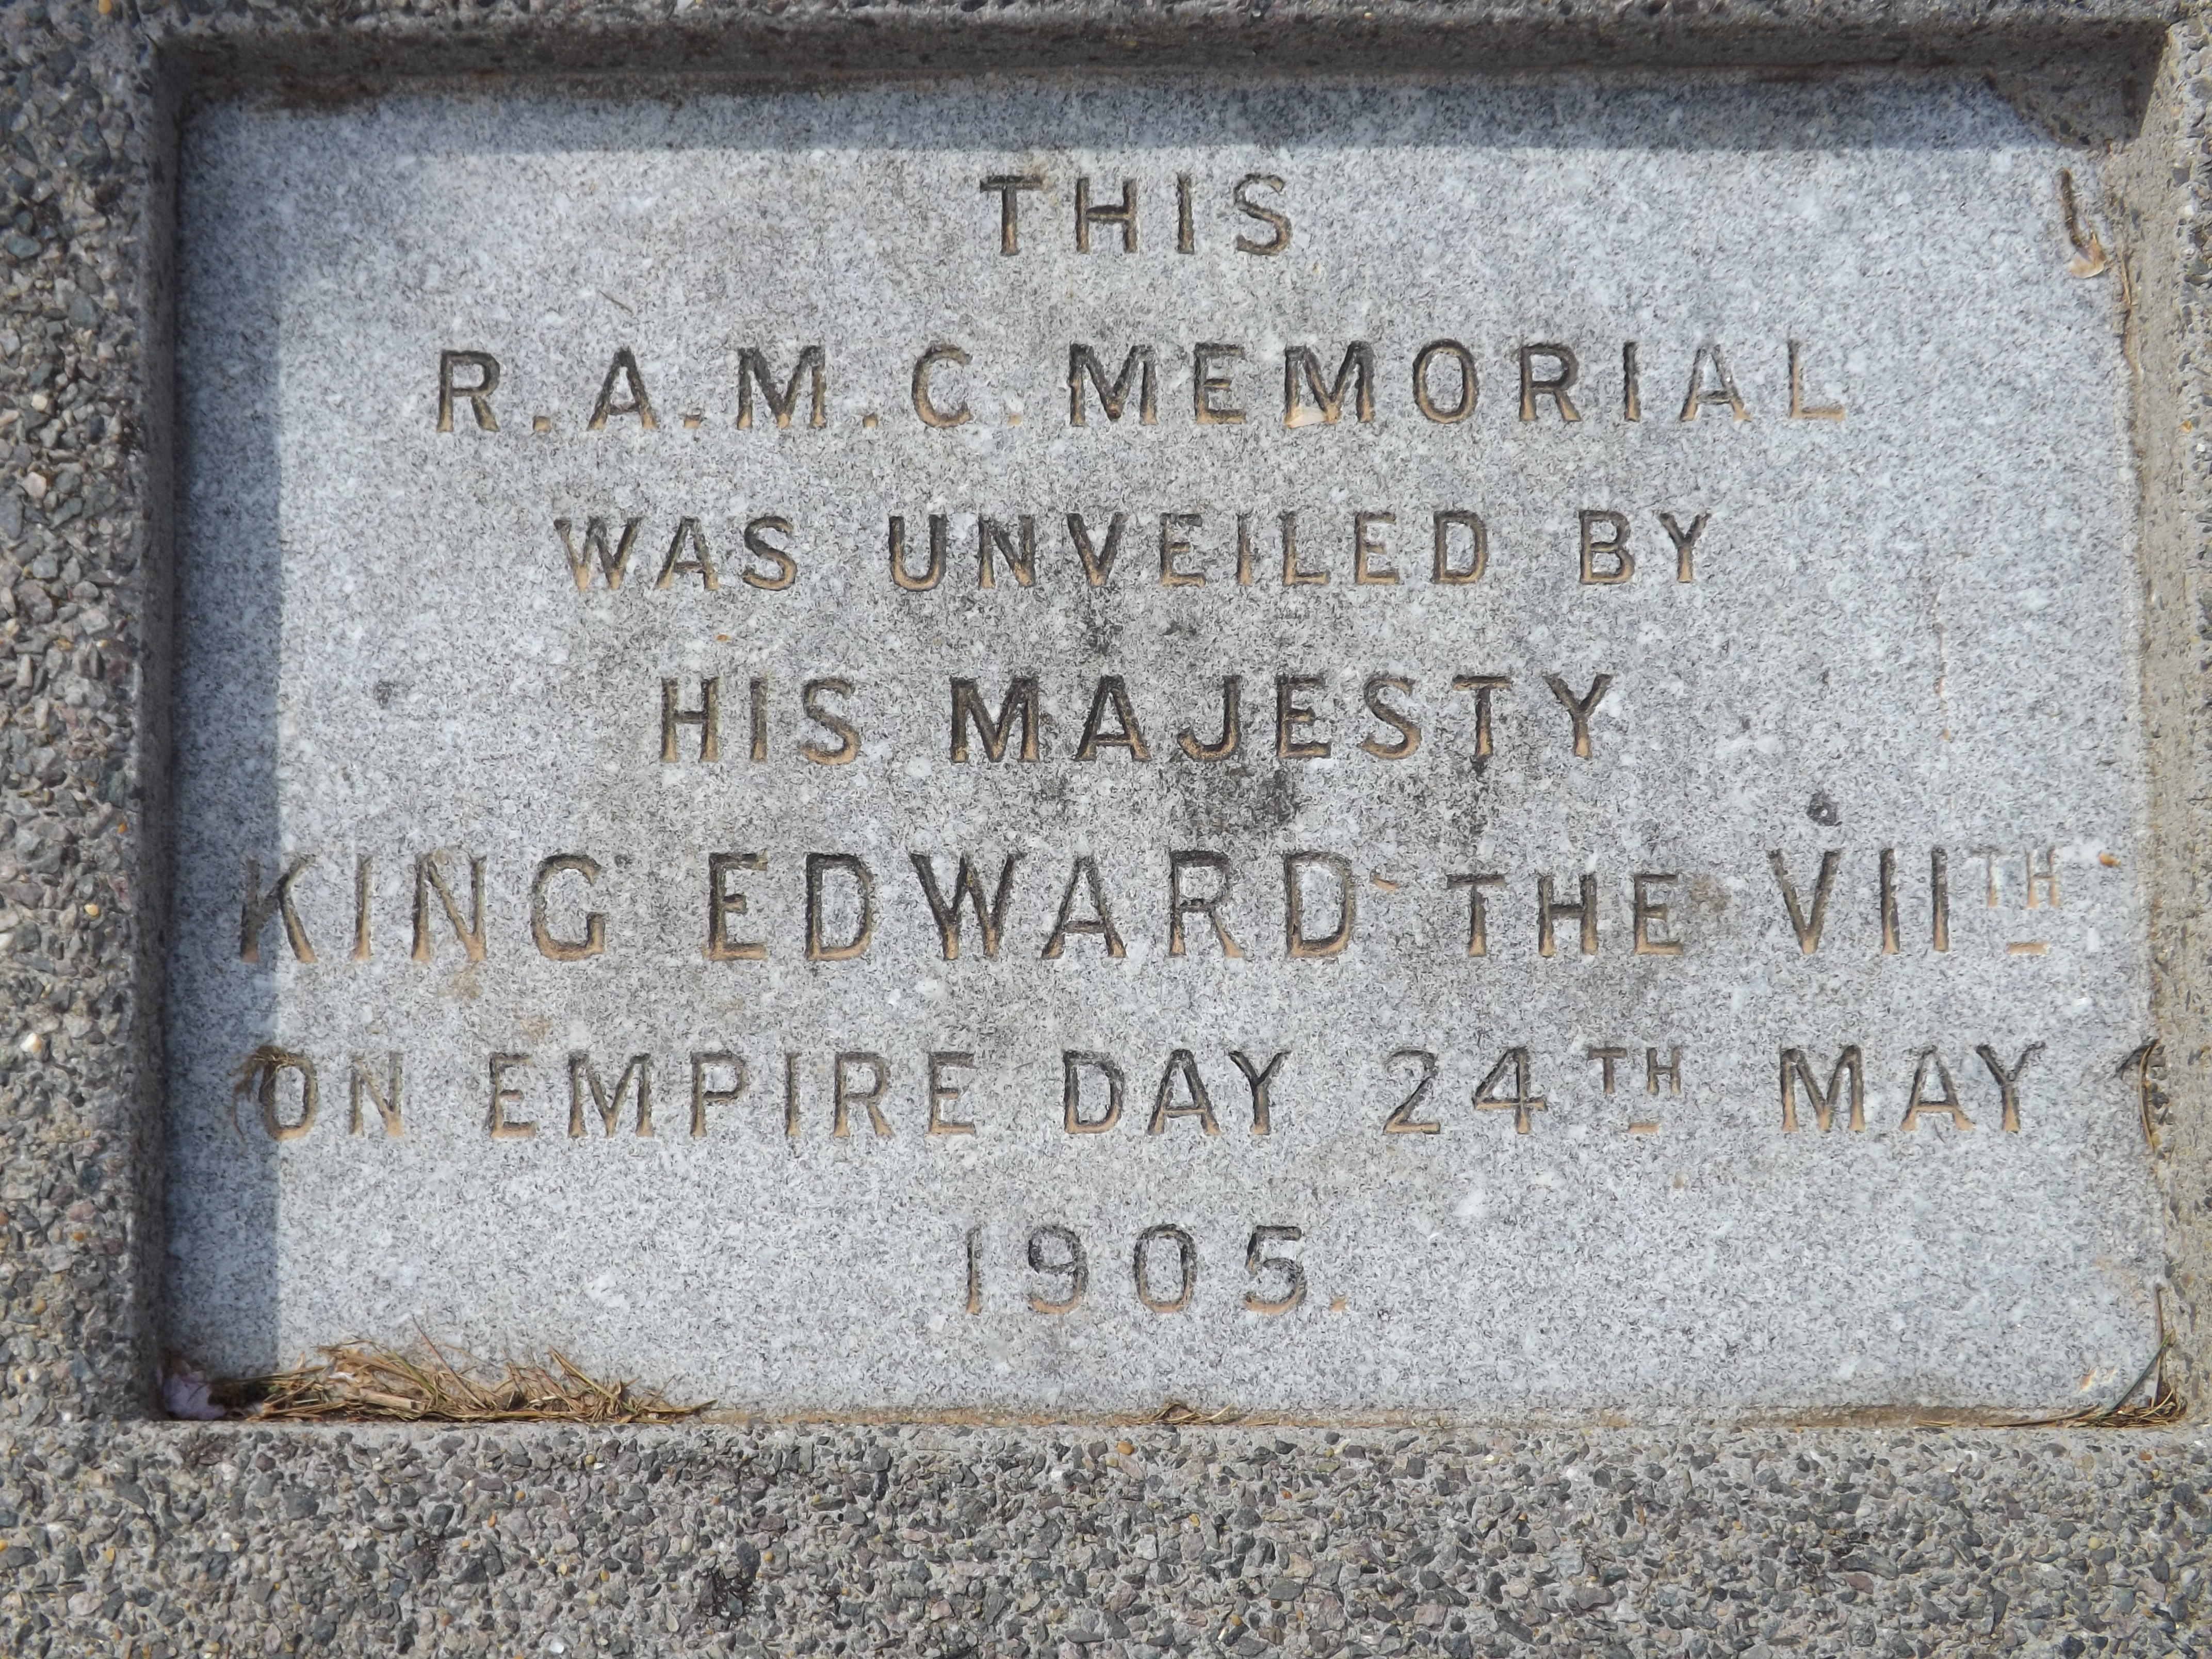 THIS
R.A.M.C. MEMORIAL
WAS UNVEILED BY
HIS MAJESTY
KING EDWARD THE VIITH
ON EMPIRE DAY 24TH MAY
1905.